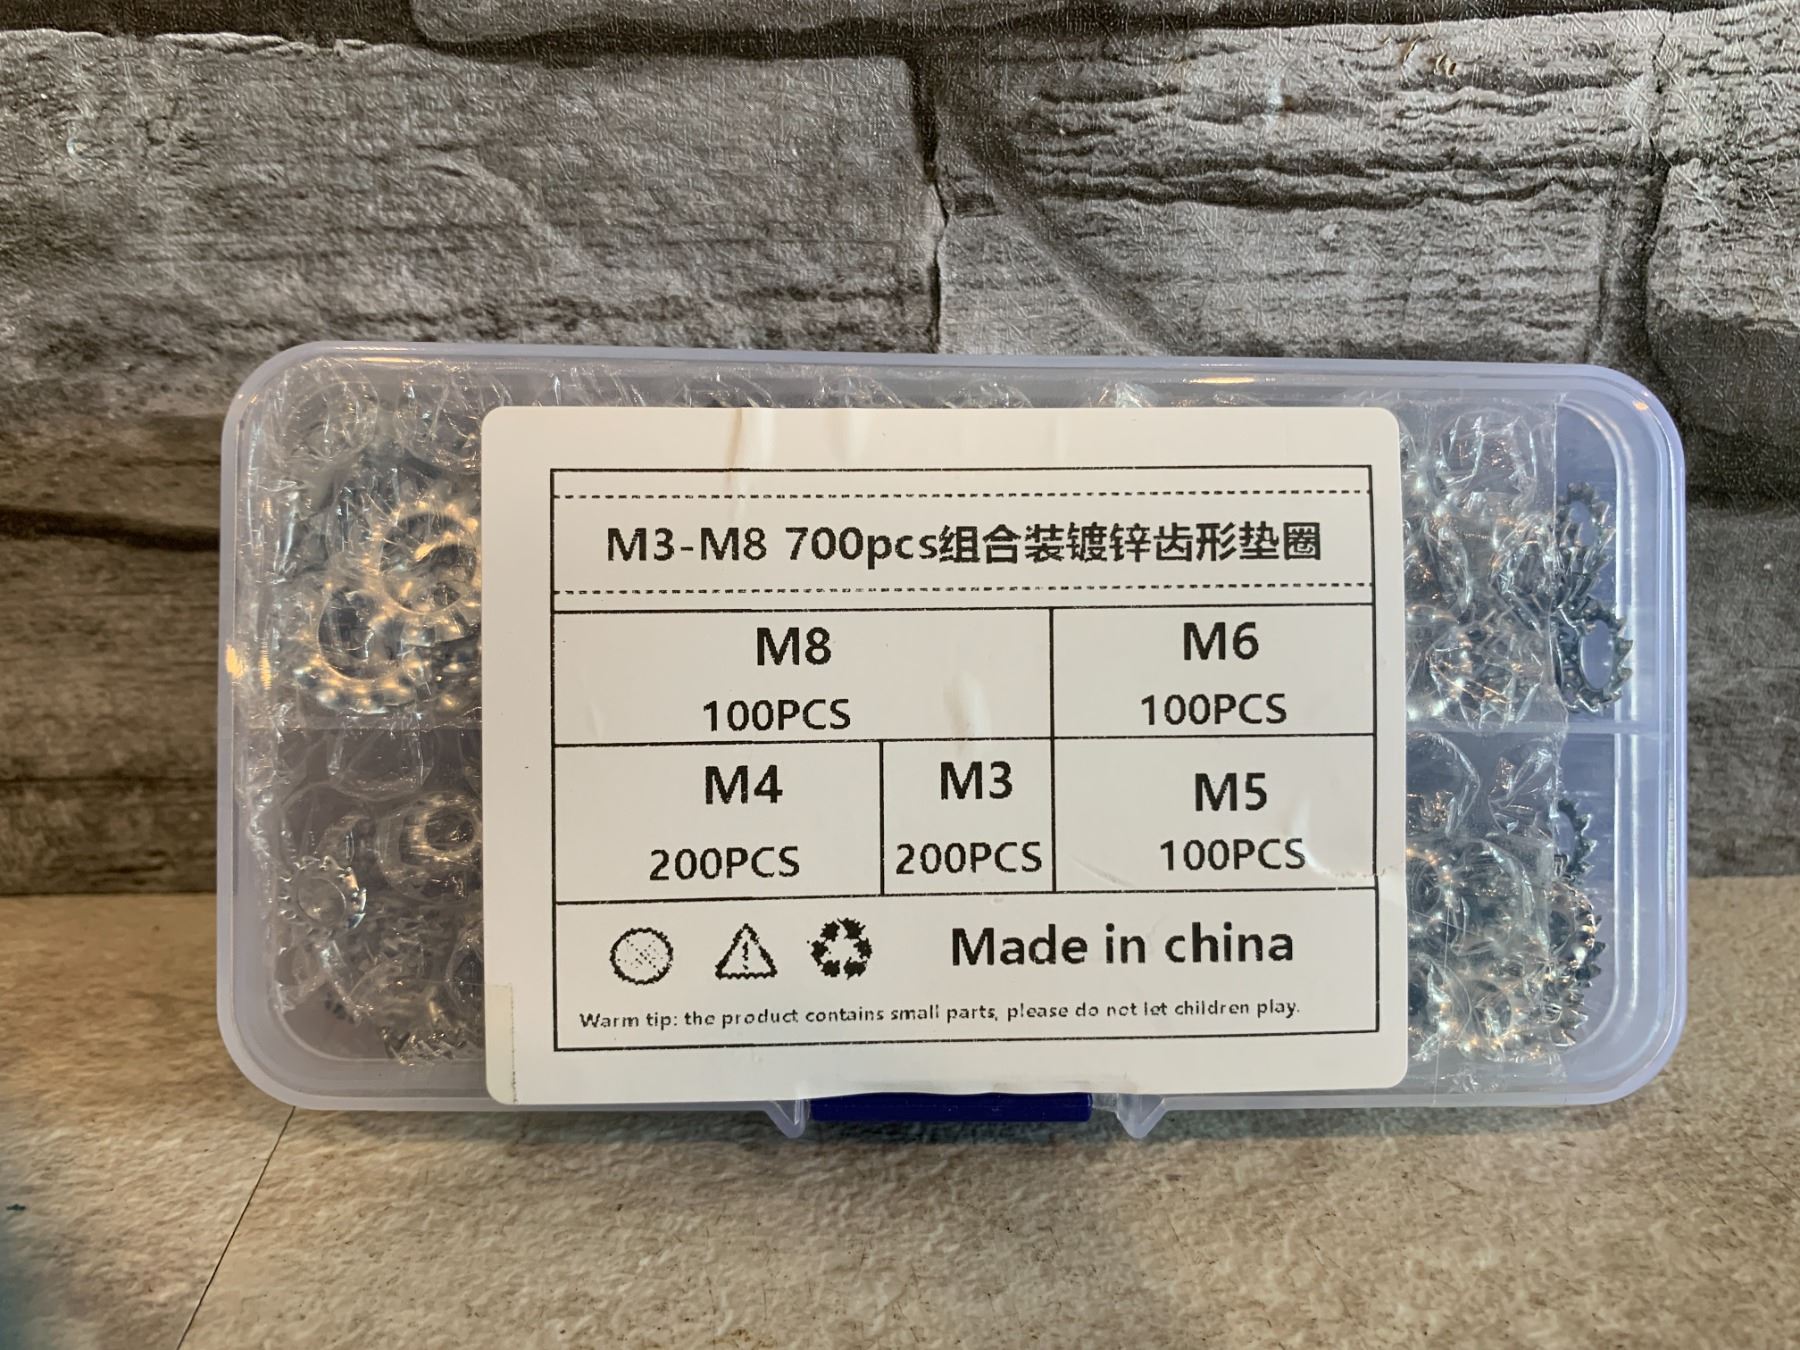 M3-M8 700pcs组合装镀锌齿形垫圈
M8
100PCS
M6
100PCS
M4
200PCS
M3
200PCS
M5
100PCS
Made in china
Warm tip: the product contains small parts, please do not let children play.